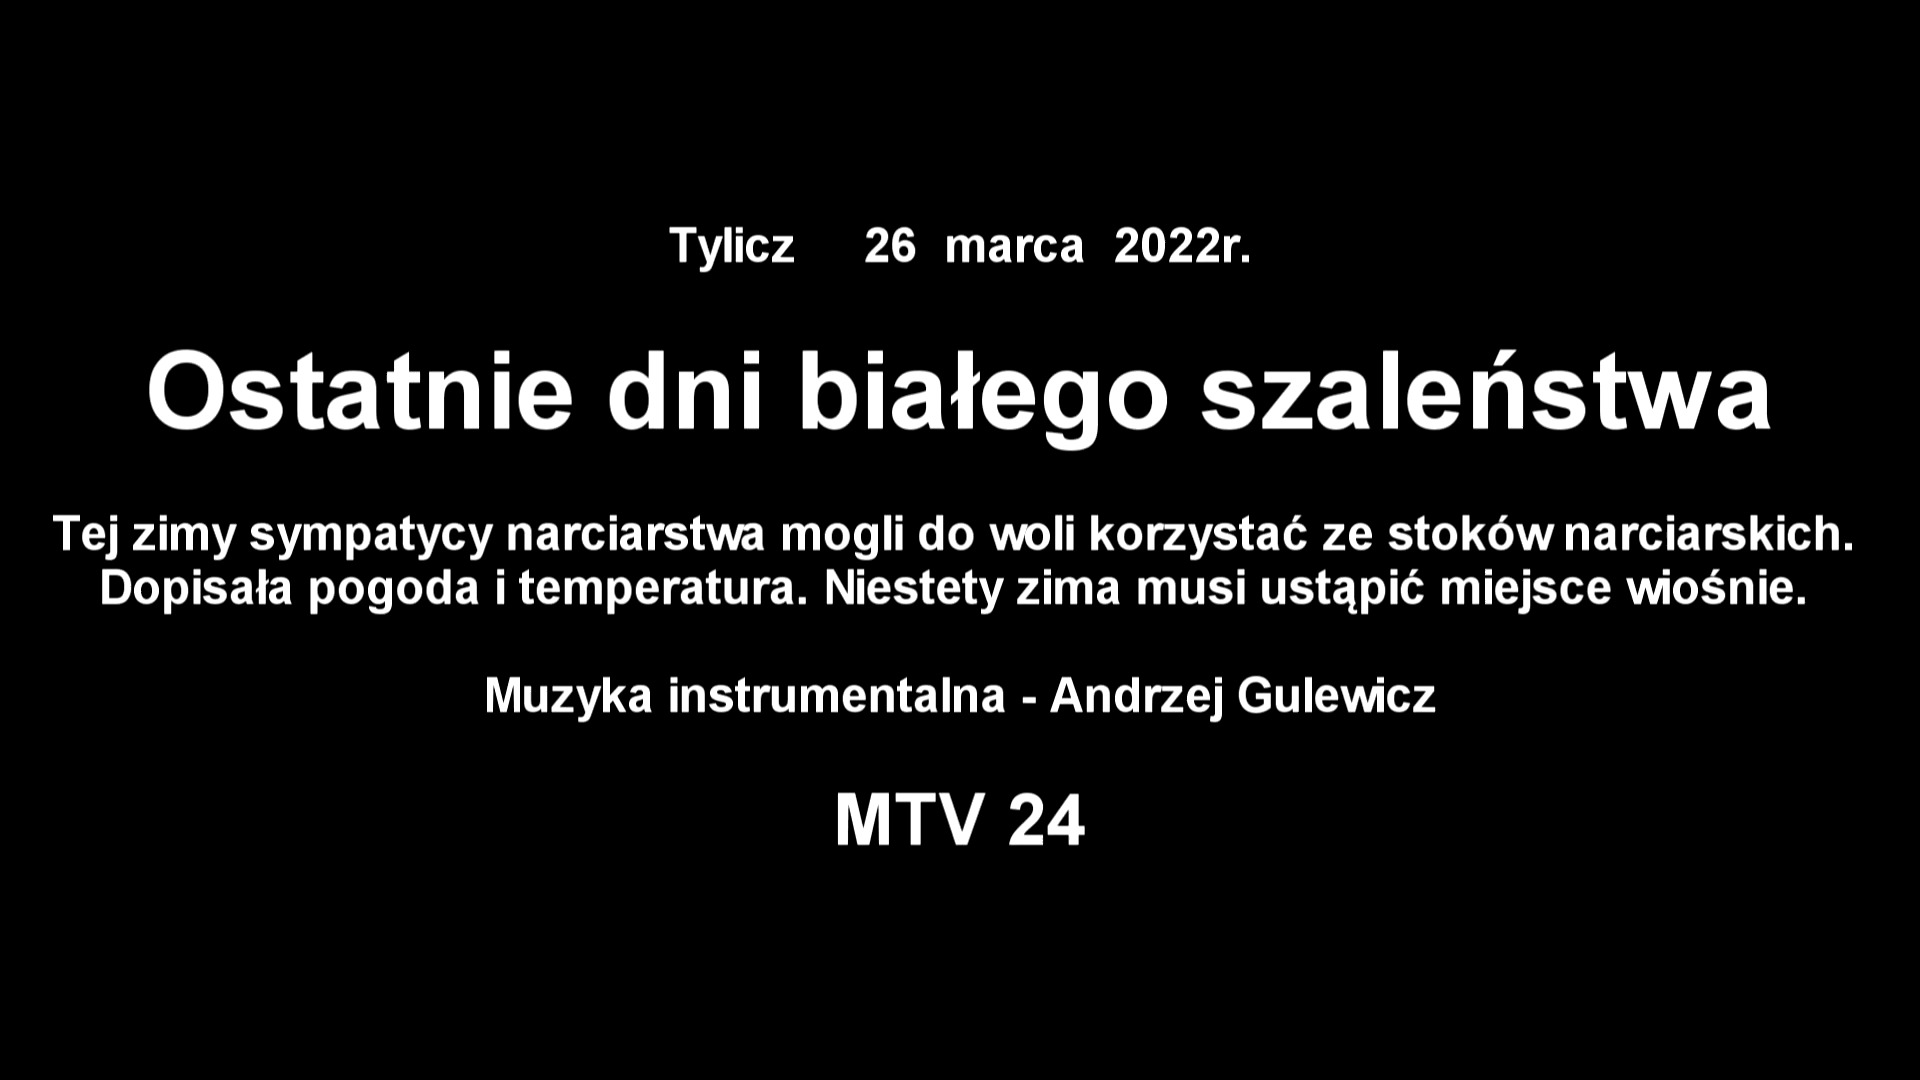 Tylicz 26 marca 2022r.
Ostatnie dni białego szaleństwa
Tej zimy sympatycy narciarstwa mogli do woli korzystać ze stoków narciarskich.
Dopisała pogoda i temperatura. Niestety zima musi ustąpić miejsce wiośnie.
Muzyka instrumentalna - Andrzej Gulewicz
MTV 24